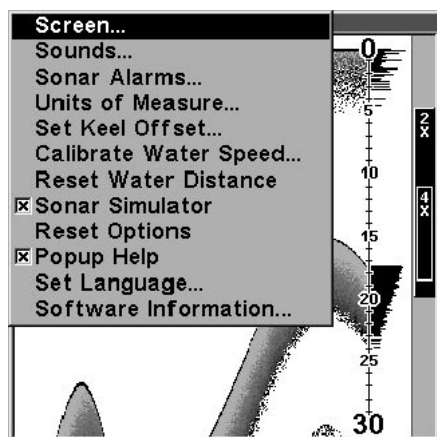 Screen...
Sounds...
Sonar Alarms...
Units of Measure...
Set Keel Offset...
Calibrate Water Speed...
Reset Water Distance
Sonar Simulator
Reset Options
Popup Help
Set Language...
Software Information...
0
5
10
15
20
25
30
2x
4x